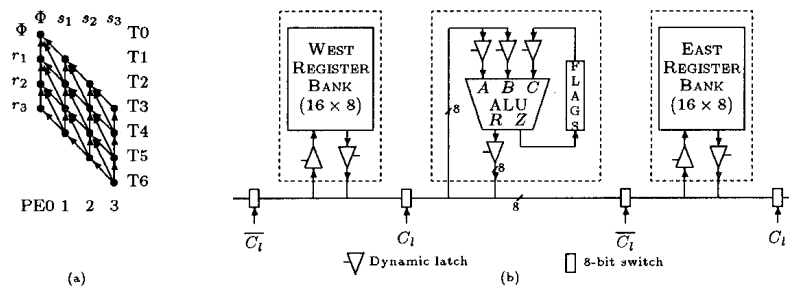 Φ s₁ s₂ s₃
Φ T0
r₁ T1
r₂ T2
r₃ T3
T4
T5
T6
PE0 1 2 3
(a)
WEST
REGISTER
BANK
(16 × 8)
8
A B C
ALU
R Z
FLAGS
8
EAST
REGISTER
BANK
(16 × 8)
8
C̅ₗ
Cₗ
C̅ₗ
Cₗ
Dynamic latch
8-bit switch
(b)